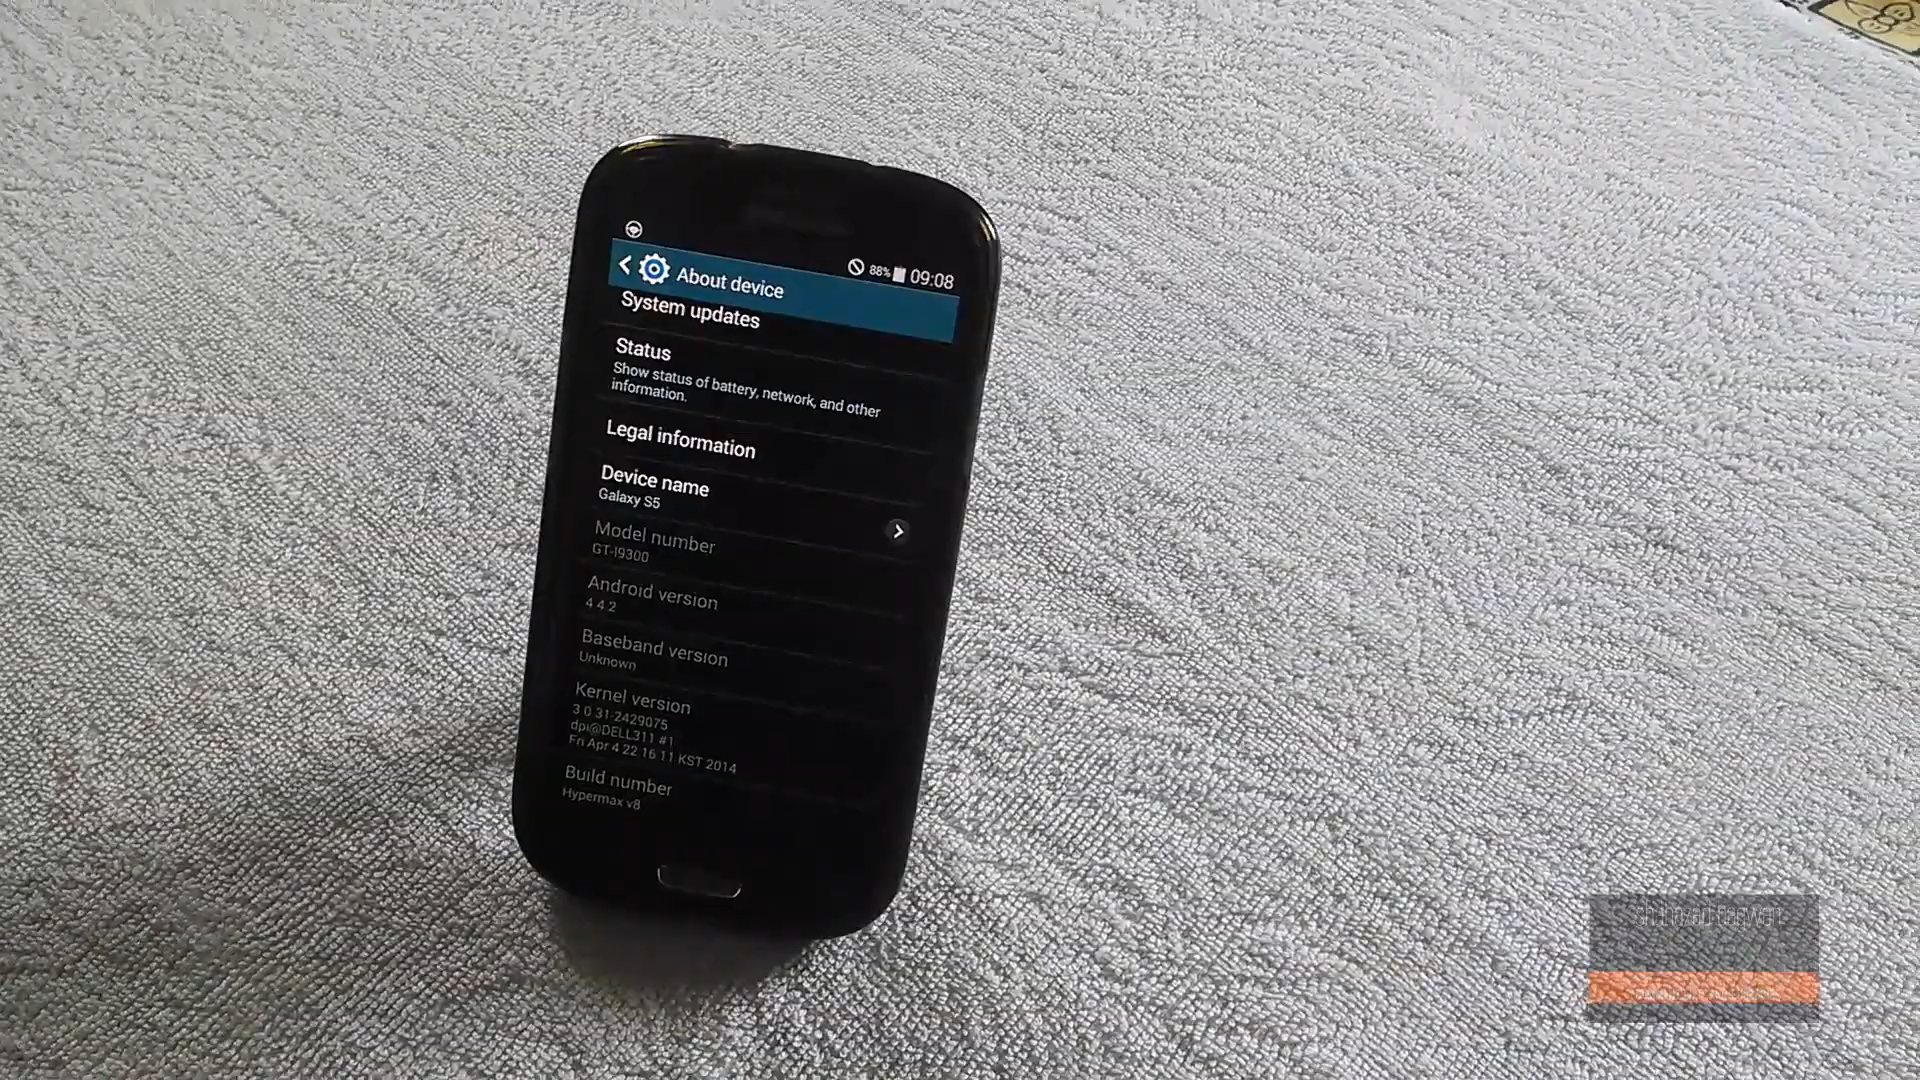 88% 09:08
About device
System updates
Status
Show status of battery, network, and other
information.
Legal information
Device name
Galaxy S5
Model number
GT-I9300
Android version
4.4.2
Baseband version
Unknown
Kernel version
3.0.31-2429075
dpi@DELL311 #1
Fri Apr 4 22:16:11 KST 2014
Build number
Hypermax v8